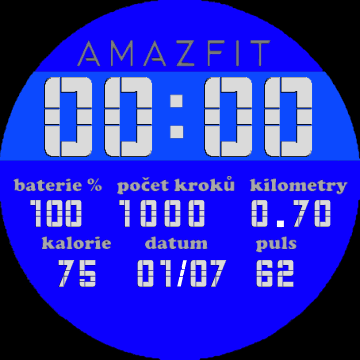 AMAZFIT
00:00
baterie % počet kroků kilometry
100 1000 0.70
kalorie datum puls
75 01/07 62